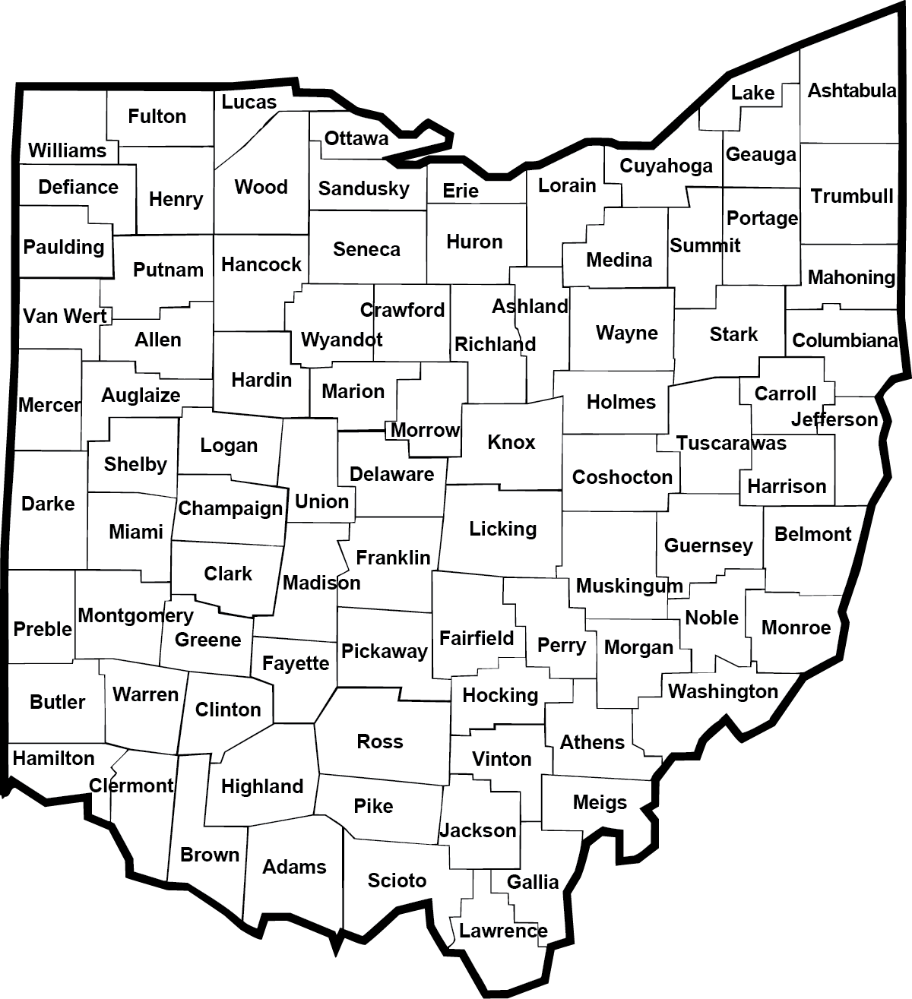 Lake
Ashtabula
Lucas
Fulton
Ottawa
Williams
Geauga
Cuyahoga
Defiance
Wood
Sandusky
Erie
Lorain
Henry
Trumbull
Portage
Paulding
Seneca
Huron
Summit
Medina
Putnam
Hancock
Mahoning
Van Wert
Crawford
Ashland
Allen
Wyandot
Richland
Wayne
Stark
Columbiana
Hardin
Marion
Mercer
Auglaize
Holmes
Carroll
Jefferson
Morrow
Logan
Knox
Tuscarawas
Shelby
Delaware
Coshocton
Harrison
Darke
Champaign
Union
Miami
Licking
Belmont
Guernsey
Franklin
Clark
Madison
Muskingum
Montgomery
Noble
Preble
Greene
Fairfield
Perry
Morgan
Monroe
Pickaway
Fayette
Butler
Warren
Clinton
Hocking
Washington
Ross
Athens
Hamilton
Vinton
Clermont
Highland
Pike
Meigs
Jackson
Brown
Adams
Scioto
Gallia
Lawrence